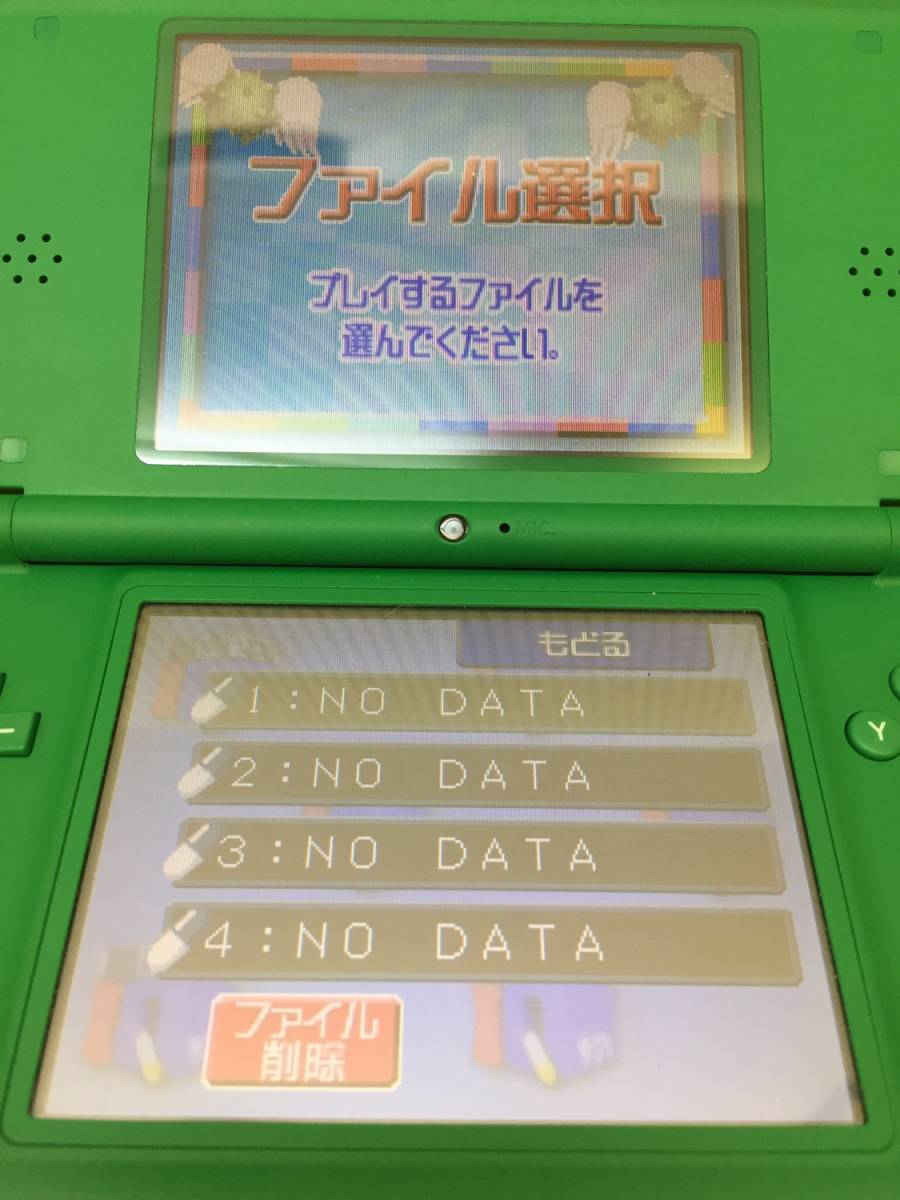 ファイル選択
プレイするファイルを
選んでください。
MIC.
もどる
1:NO DATA
2:NO DATA
3:NO DATA
4:NO DATA
ファイル
削除
Y